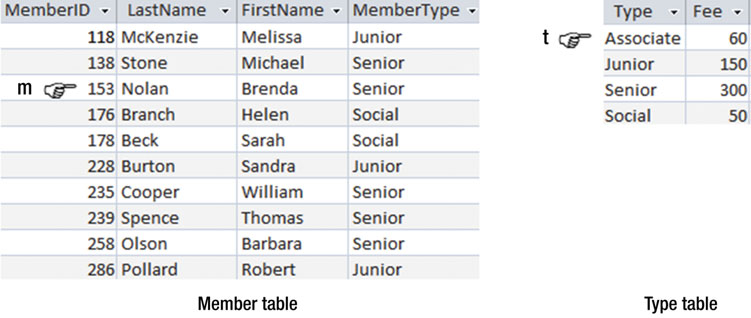 MemberID LastName FirstName MemberType
118 McKenzie Melissa Junior
138 Stone Michael Senior
m 153 Nolan Brenda Senior
176 Branch Helen Social
178 Beck Sarah Social
228 Burton Sandra Junior
235 Cooper William Senior
239 Spence Thomas Senior
258 Olson Barbara Senior
286 Pollard Robert Junior
Member table
Type Fee
t Associate 60
Junior 150
Senior 300
Social 50
Type table